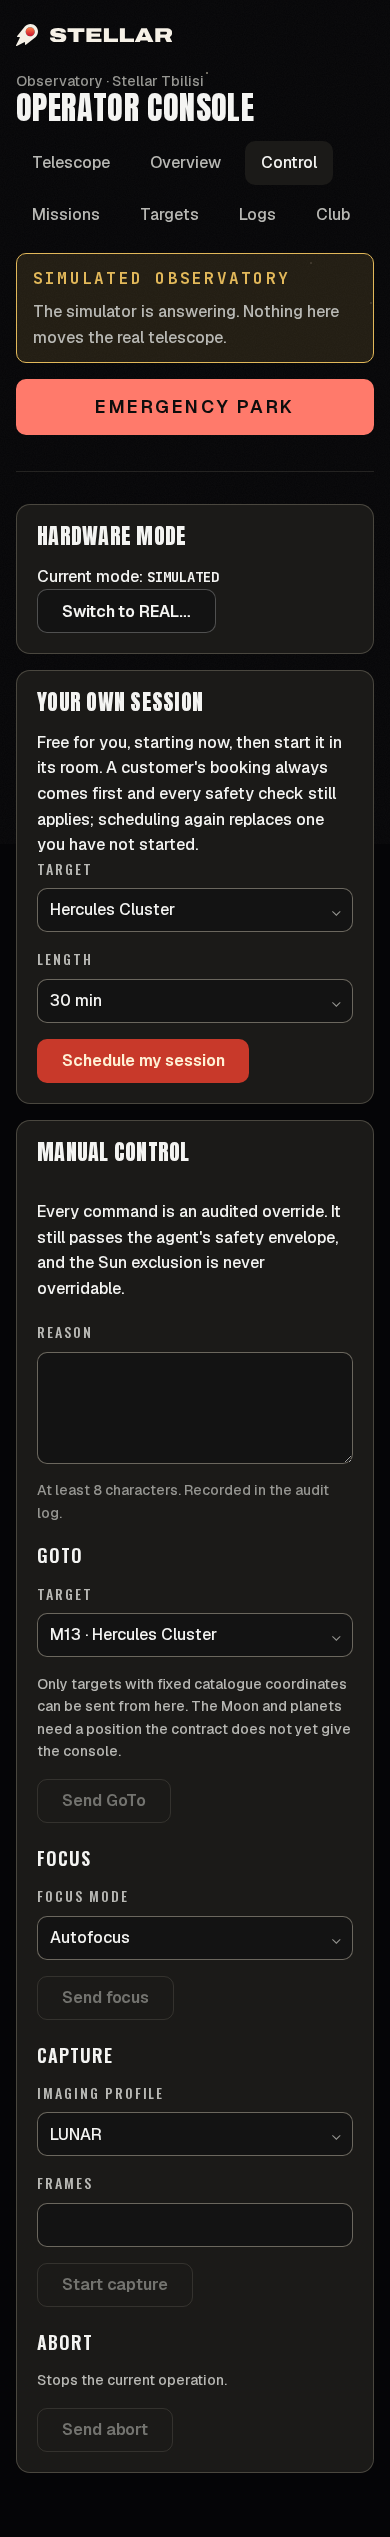 STELLAR
Observatory · Stellar Tbilisi
OPERATOR CONSOLE
Telescope Overview Control
Missions Targets Logs Club
SIMULATED OBSERVATORY
The simulator is answering. Nothing here
moves the real telescope.
EMERGENCY PARK
HARDWARE MODE
Current mode: SIMULATED
Switch to REAL...
YOUR OWN SESSION
Free for you, starting now, then start it in
its room. A customer's booking always
comes first and every safety check still
applies; scheduling again replaces one
you have not started.
TARGET
Hercules Cluster
LENGTH
30 min
Schedule my session
MANUAL CONTROL
Every command is an audited override. It
still passes the agent's safety envelope,
and the Sun exclusion is never
overridable.
REASON
At least 8 characters. Recorded in the audit
log.
GOTO
TARGET
M13 · Hercules Cluster
Only targets with fixed catalogue coordinates
can be sent from here. The Moon and planets
need a position the contract does not yet give
the console.
Send GoTo
FOCUS
FOCUS MODE
Autofocus
Send focus
CAPTURE
IMAGING PROFILE
LUNAR
FRAMES
Start capture
ABORT
Stops the current operation.
Send abort